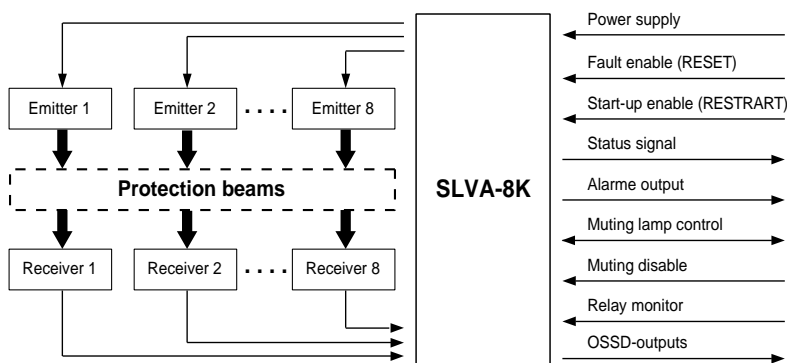 Power supply
Fault enable (RESET)
Start-up enable (RESTRART)
Status signal
Alarme output
Muting lamp control
Muting disable
Relay monitor
OSSD-outputs
SLVA-8K
Emitter 1
Emitter 2
. . . .
Emitter 8
Protection beams
Receiver 1
Receiver 2
. . . .
Receiver 8